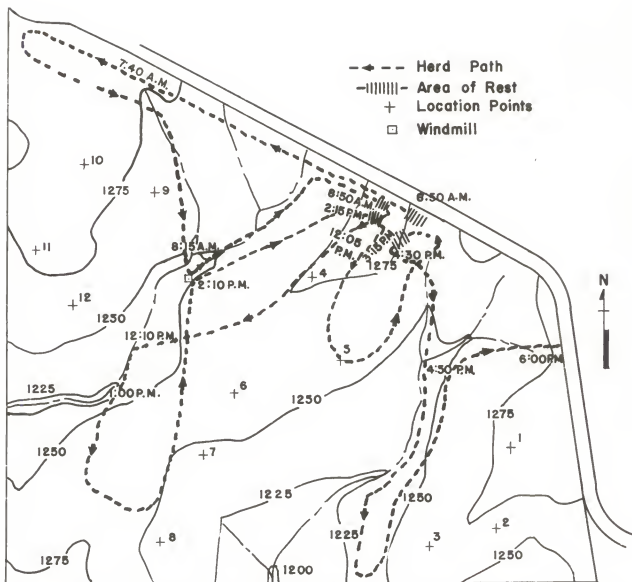 7:40 A.M.
Herd Path
Area of Rest
Location Points
Windmill
10
1275
9
8:50 A.M.
6:50 A.M.
2:15 P.M.
12:05 P.M.
3:15 P.M.
4:30 P.M.
11
8:15 A.M.
2:10 P.M.
4
1275
N
12
1250
12:10 P.M.
5
4:50 P.M.
6:00 P.M.
1225
1:00 P.M.
6
1250
1275
1250
7
1
1225
1250
1225
2
8
3
1275
1200
1250